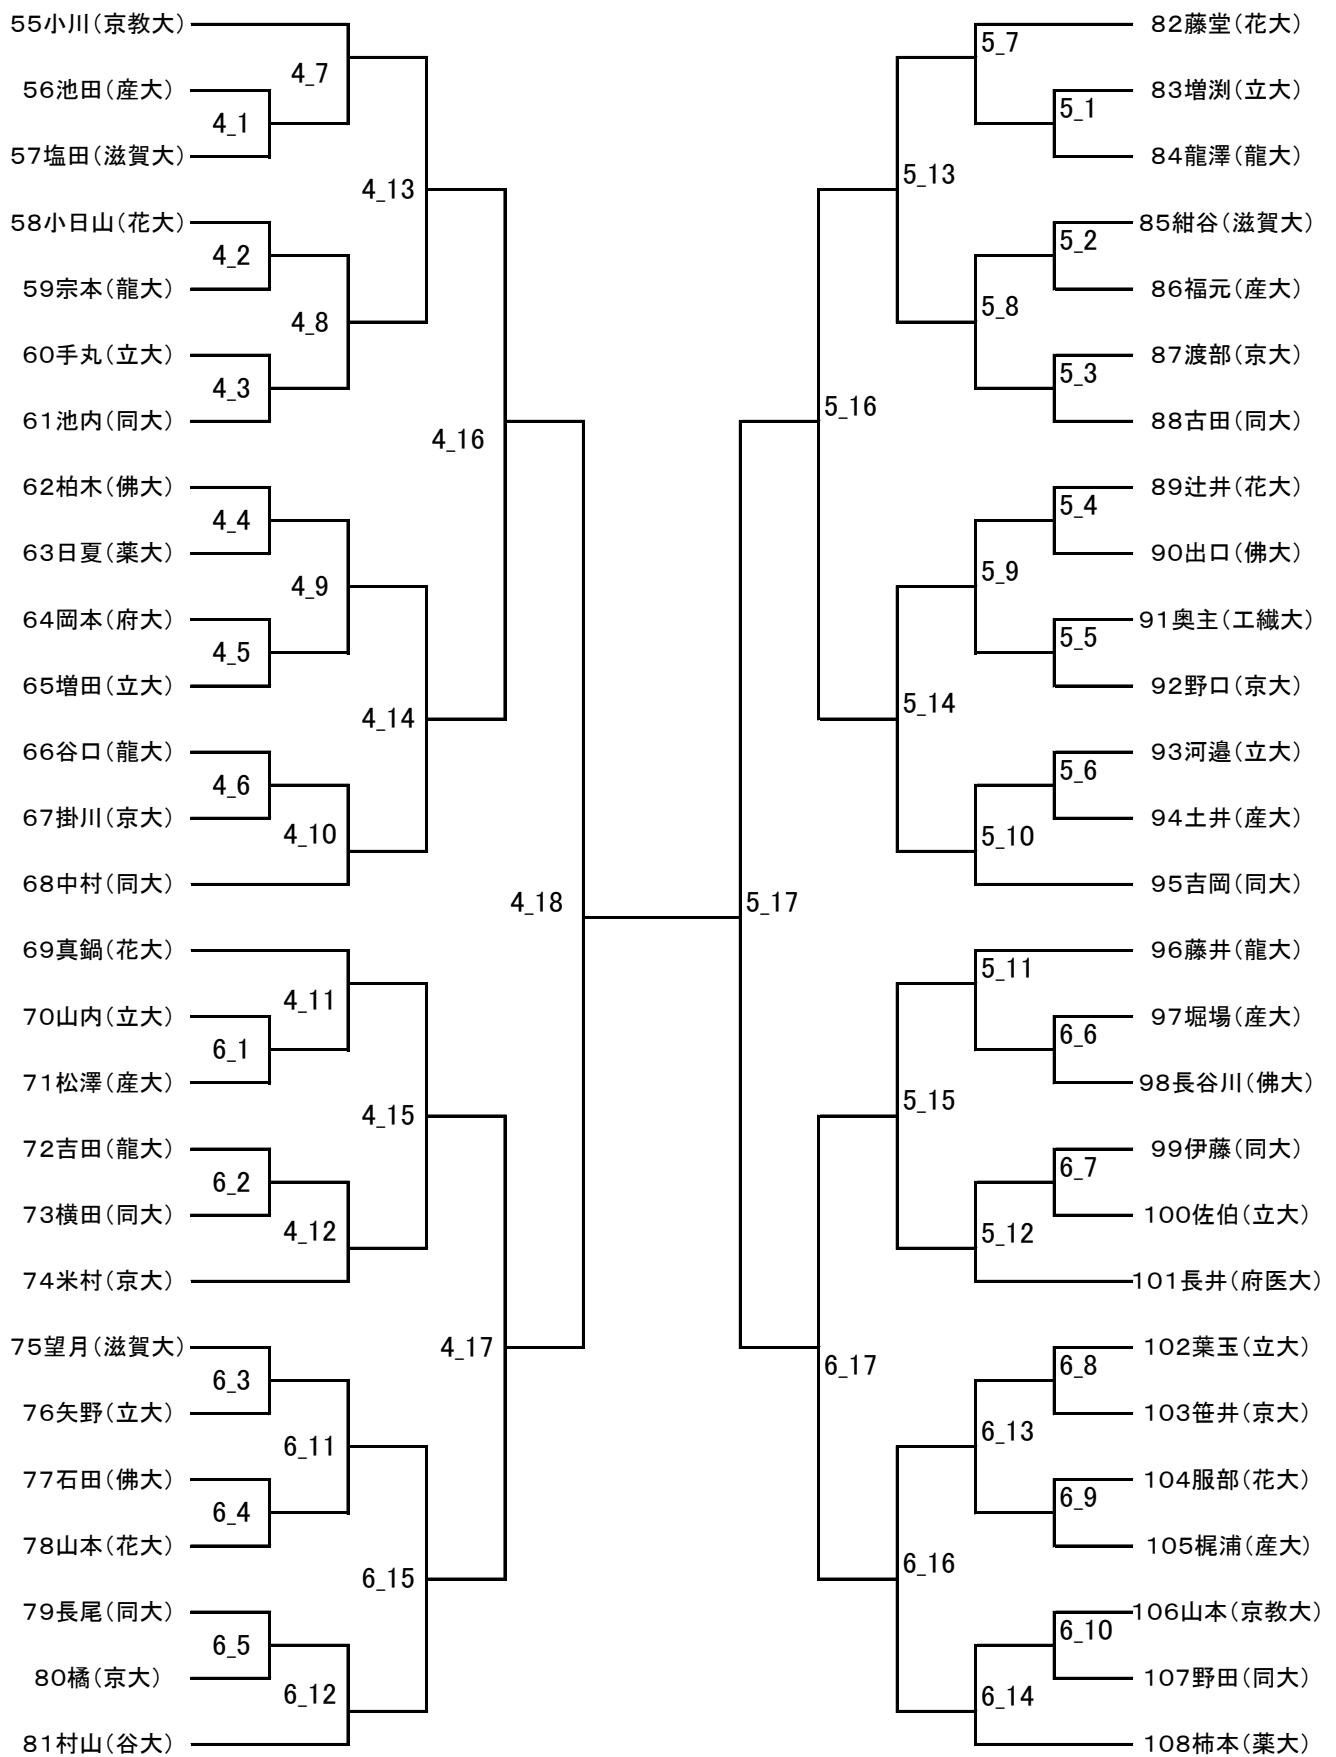 55小川(京教大)
4_7
56池田(産大)
4_1
57塩田(滋賀大)
4_13
58小日山(花大)
4_2
59宗本(龍大)
4_8
60手丸(立大)
4_3
61池内(同大)
4_16
62柏木(佛大)
4_4
63日夏(薬大)
4_9
64岡本(府大)
4_5
65増田(立大)
4_14
66谷口(龍大)
4_6
67掛川(京大)
4_10
68中村(同大)
4_18
69真鍋(花大)
4_11
70山内(立大)
6_1
71松澤(産大)
4_15
72吉田(龍大)
6_2
73横田(同大)
4_12
74米村(京大)
4_17
75望月(滋賀大)
6_3
76矢野(立大)
6_11
77石田(佛大)
6_4
78山本(花大)
6_15
79長尾(同大)
6_5
80橘(京大)
6_12
81村山(谷大)
82藤堂(花大)
5_7
83増渕(立大)
5_1
84龍澤(龍大)
5_13
85紺谷(滋賀大)
5_2
86福元(産大)
5_8
87渡部(京大)
5_3
88古田(同大)
5_16
89辻井(花大)
5_4
90出口(佛大)
5_9
91奥主(工繊大)
5_5
92野口(京大)
5_14
93河邉(立大)
5_6
94土井(産大)
5_10
95吉岡(同大)
5_17
96藤井(龍大)
5_11
97堀場(産大)
6_6
98長谷川(佛大)
5_15
99伊藤(同大)
6_7
100佐伯(立大)
5_12
101長井(府医大)
6_17
102葉玉(立大)
6_8
103笹井(京大)
6_13
104服部(花大)
6_9
105梶浦(産大)
6_16
106山本(京教大)
6_10
107野田(同大)
6_14
108柿本(薬大)